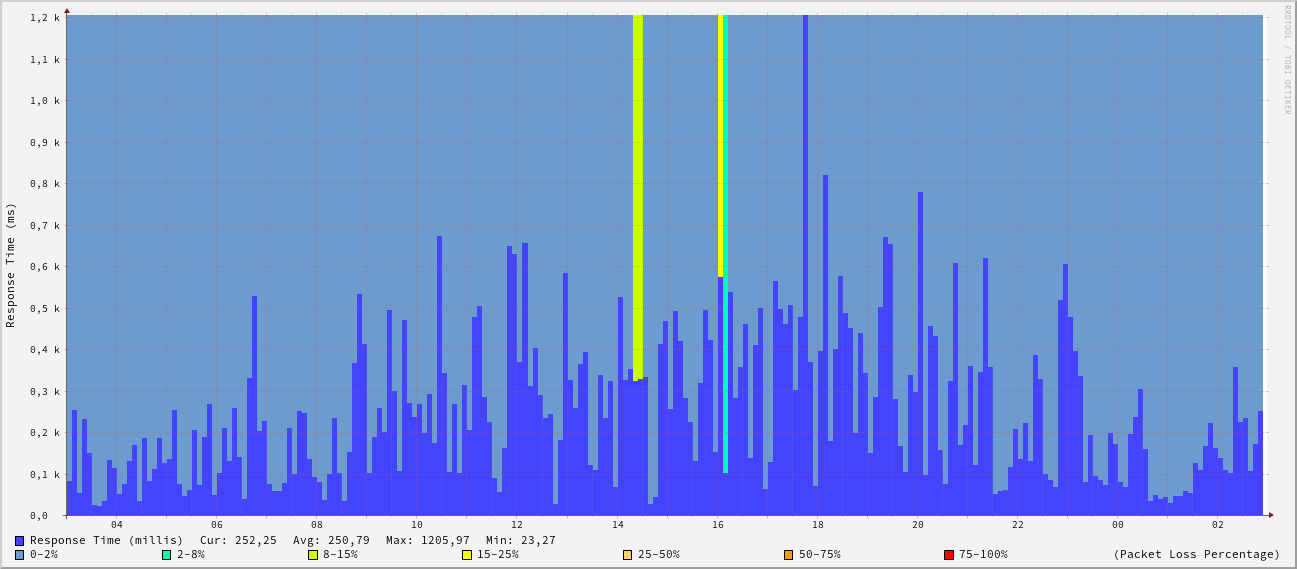 RRDTOOL / TOBI OETIKER
Response Time (ms)
1,2 k
1,1 k
1,0 k
0,9 k
0,8 k
0,7 k
0,6 k
0,5 k
0,4 k
0,3 k
0,2 k
0,1 k
0,0
04 06 08 10 12 14 16 18 20 22 00 02
Response Time (millis) Cur: 252,25 Avg: 250,79 Max: 1205,97 Min: 23,27
0-2% 2-8% 8-15% 15-25% 25-50% 50-75% 75-100% (Packet Loss Percentage)